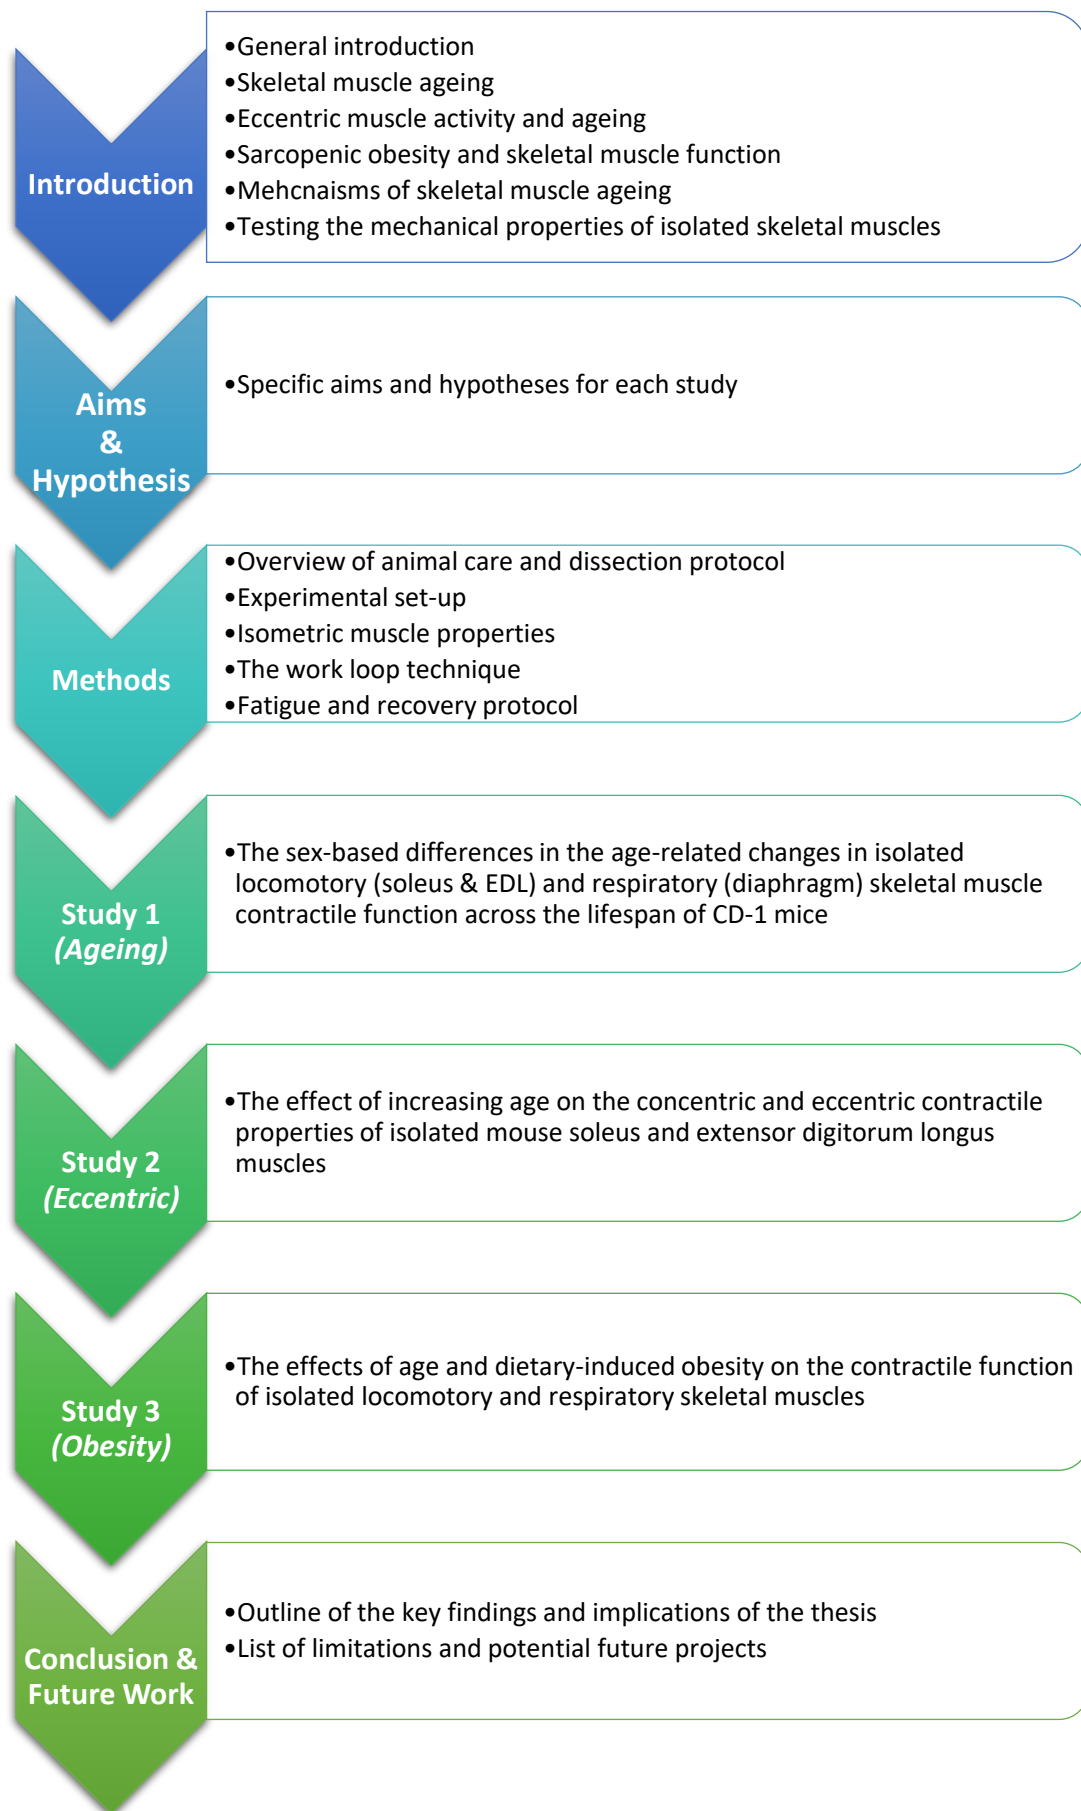 Introduction
•General introduction
•Skeletal muscle ageing
•Eccentric muscle activity and ageing
•Sarcopenic obesity and skeletal muscle function
•Mehcnaisms of skeletal muscle ageing
•Testing the mechanical properties of isolated skeletal muscles
Aims
&
Hypothesis
•Specific aims and hypotheses for each study
Methods
•Overview of animal care and dissection protocol
•Experimental set-up
•Isometric muscle properties
•The work loop technique
•Fatigue and recovery protocol
Study 1
(Ageing)
•The sex-based differences in the age-related changes in isolated
locomotory (soleus & EDL) and respiratory (diaphragm) skeletal muscle
contractile function across the lifespan of CD-1 mice
Study 2
(Eccentric)
•The effect of increasing age on the concentric and eccentric contractile
properties of isolated mouse soleus and extensor digitorum longus
muscles
Study 3
(Obesity)
•The effects of age and dietary-induced obesity on the contractile function
of isolated locomotory and respiratory skeletal muscles
Conclusion &
Future Work
•Outline of the key findings and implications of the thesis
•List of limitations and potential future projects